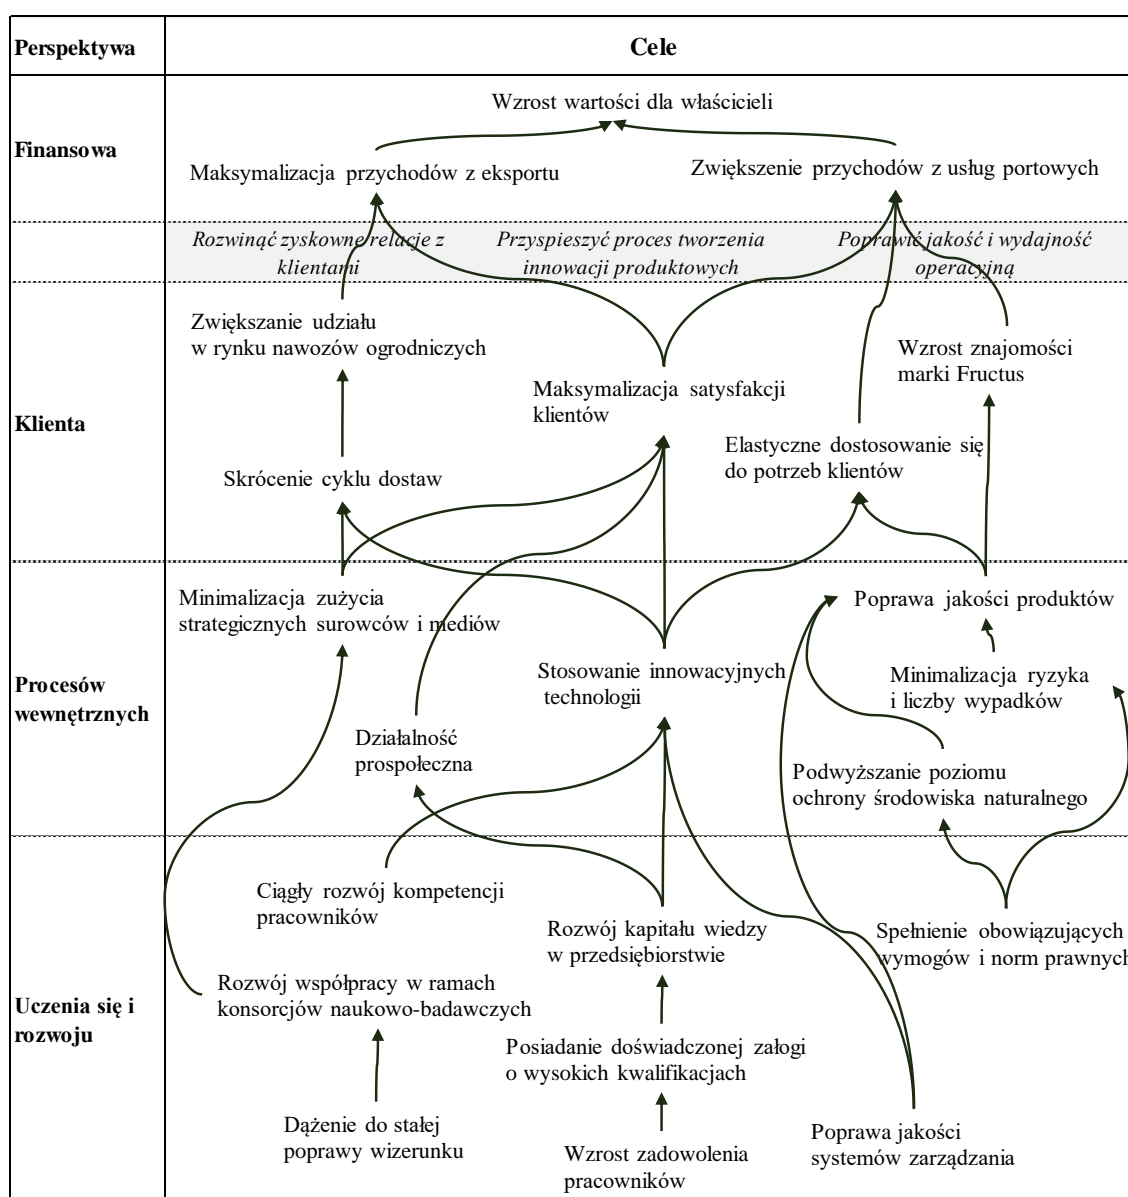 Perspektywa
Cele
Finansowa
Wzrost wartości dla właścicieli
Maksymalizacja przychodów z eksportu
Zwiększenie przychodów z usług portowych
Rozwinąć zyskowne relacje z
klientami
Przyspieszyć proces tworzenia
innowacji produktowych
Poprawić jakość i wydajność
operacyjną
Klienta
Zwiększanie udziału
w rynku nawozów ogrodniczych
Wzrost znajomości
marki Fructus
Maksymalizacja satysfakcji
klientów
Elastyczne dostosowanie się
do potrzeb klientów
Skrócenie cyklu dostaw
Procesów
wewnętrznych
Minimalizacja zużycia
strategicznych surowców i mediów
Poprawa jakości produktów
Stosowanie innowacyjnych
technologii
Minimalizacja ryzyka
i liczby wypadków
Działalność
prospołeczna
Podwyższanie poziomu
ochrony środowiska naturalnego
Uczenia się i
rozwoju
Ciągły rozwój kompetencji
pracowników
Rozwój kapitału wiedzy
w przedsiębiorstwie
Spełnienie obowiązujących
wymogów i norm prawnych
Rozwój współpracy w ramach
konsorcjów naukowo-badawczych
Posiadanie doświadczonej załogi
o wysokich kwalifikacjach
Dążenie do stałej
poprawy wizerunku
Wzrost zadowolenia
pracowników
Poprawa jakości
systemów zarządzania